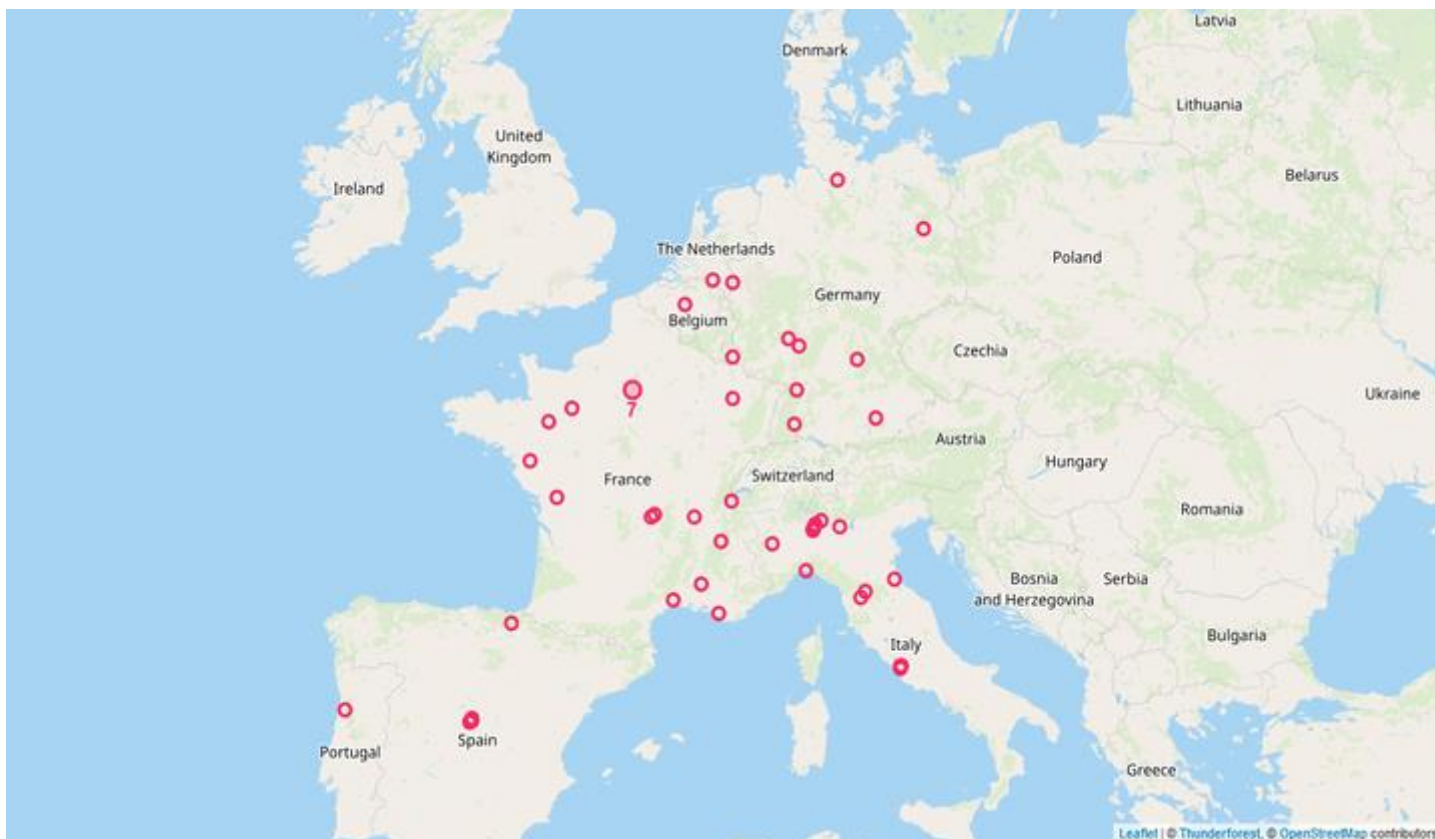 Latvia
Denmark
Lithuania
United
Kingdom
Belarus
Ireland
The Netherlands
Poland
Germany
Belgium
Czechia
Ukraine
7
Austria
Hungary
Switzerland
France
Romania
Bosnia
and Herzegovina
Serbia
Bulgaria
Italy
Spain
Portugal
Greece
Leaflet | © Thunderforest, © OpenStreetMap contributors